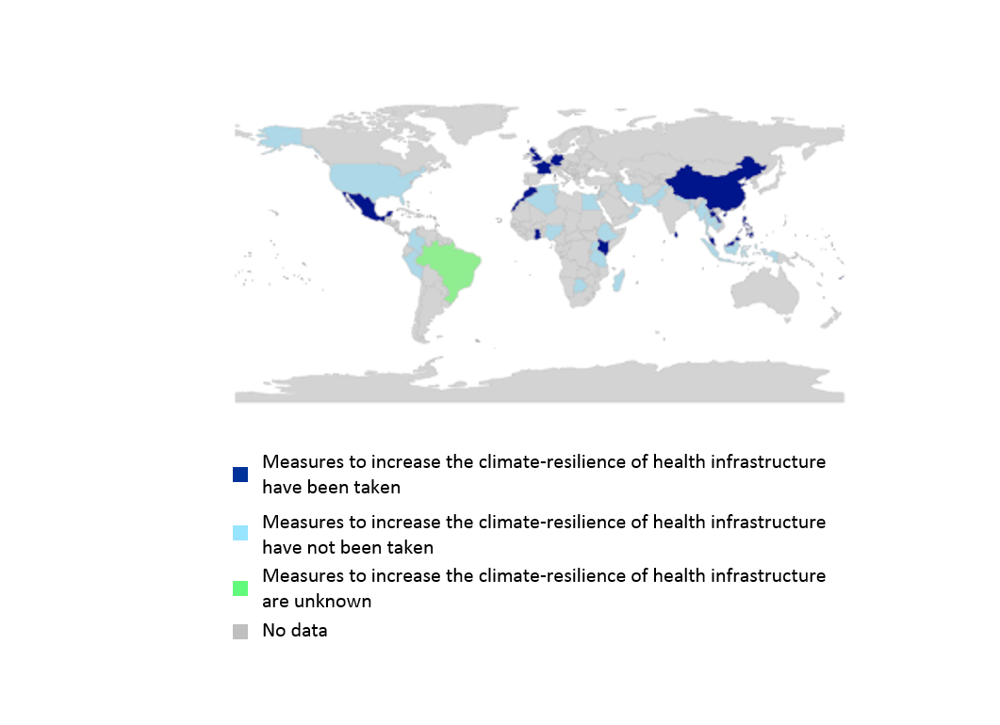 Measures to increase the climate-resilience of health infrastructure
have been taken
Measures to increase the climate-resilience of health infrastructure
have not been taken
Measures to increase the climate-resilience of health infrastructure
are unknown
No data